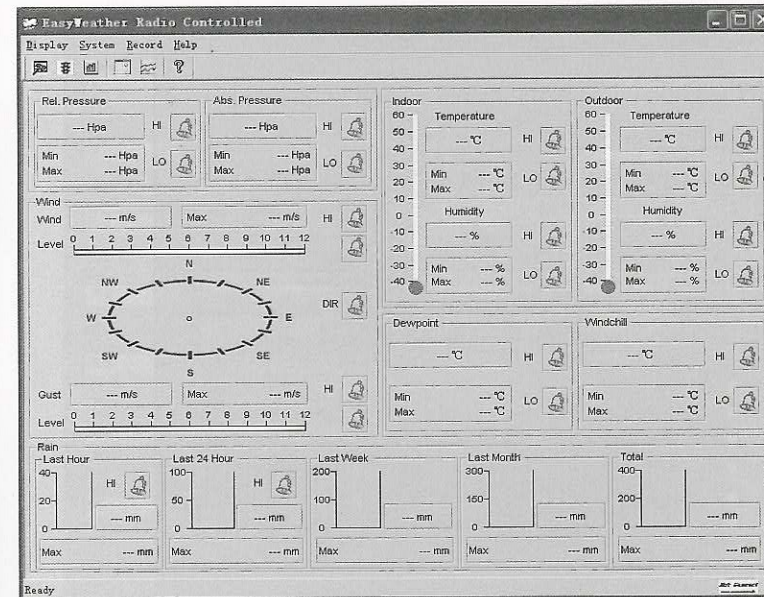 EasyWeather Radio Controlled
Display System Record Help
Rel. Pressure
--- Hpa HI
Min --- Hpa LO
Max --- Hpa
Abs. Pressure
--- Hpa HI
Min --- Hpa LO
Max --- Hpa
Wind
Wind --- m/s Max --- m/s HI
Level 0 1 2 3 4 5 6 7 8 9 10 11 12
N
NW NE
W E DIR
SW SE
S
Gust --- m/s Max --- m/s HI
Level 0 1 2 3 4 5 6 7 8 9 10 11 12
Indoor
60
50
40
30
20
10
0
-10
-20
-30
-40
Temperature
--- °C HI
Min --- °C LO
Max --- °C
Humidity
--- % HI
Min --- % LO
Max --- %
Outdoor
60
50
40
30
20
10
0
-10
-20
-30
-40
Temperature
--- °C HI
Min --- °C LO
Max --- °C
Humidity
--- % HI
Min --- % LO
Max --- %
Dewpoint
--- °C HI
Min --- °C LO
Max --- °C
Windchill
--- °C HI
Min --- °C LO
Max --- °C
Rain
Last Hour
40
20
0
HI
--- mm
Max --- mm
Last 24 Hour
100
50
0
HI
--- mm
Max --- mm
Last Week
200
100
0
--- mm
Max --- mm
Last Month
300
150
0
--- mm
Max --- mm
Total
400
200
0
--- mm
Max --- mm
Ready